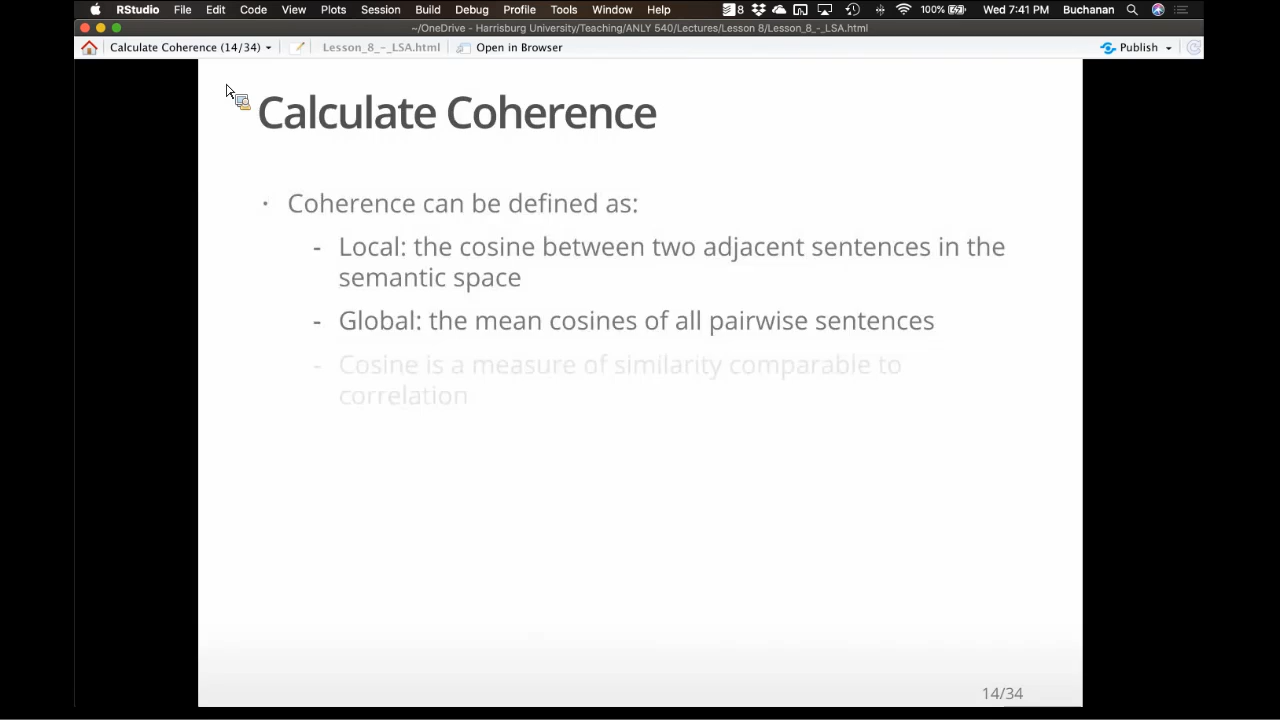 RStudio File Edit Code View Plots Session Build Debug Profile Tools Window Help 8 100% Wed 7:41 PM Buchanan
~/OneDrive - Harrisburg University/Teaching/ANLY 540/Lectures/Lesson 8/Lesson_8_-_LSA.html
Calculate Coherence (14/34) Lesson_8_-_LSA.html Open in Browser Publish
Calculate Coherence
· Coherence can be defined as:
- Local: the cosine between two adjacent sentences in the
semantic space
- Global: the mean cosines of all pairwise sentences
- Cosine is a measure of similarity comparable to
correlation
14/34